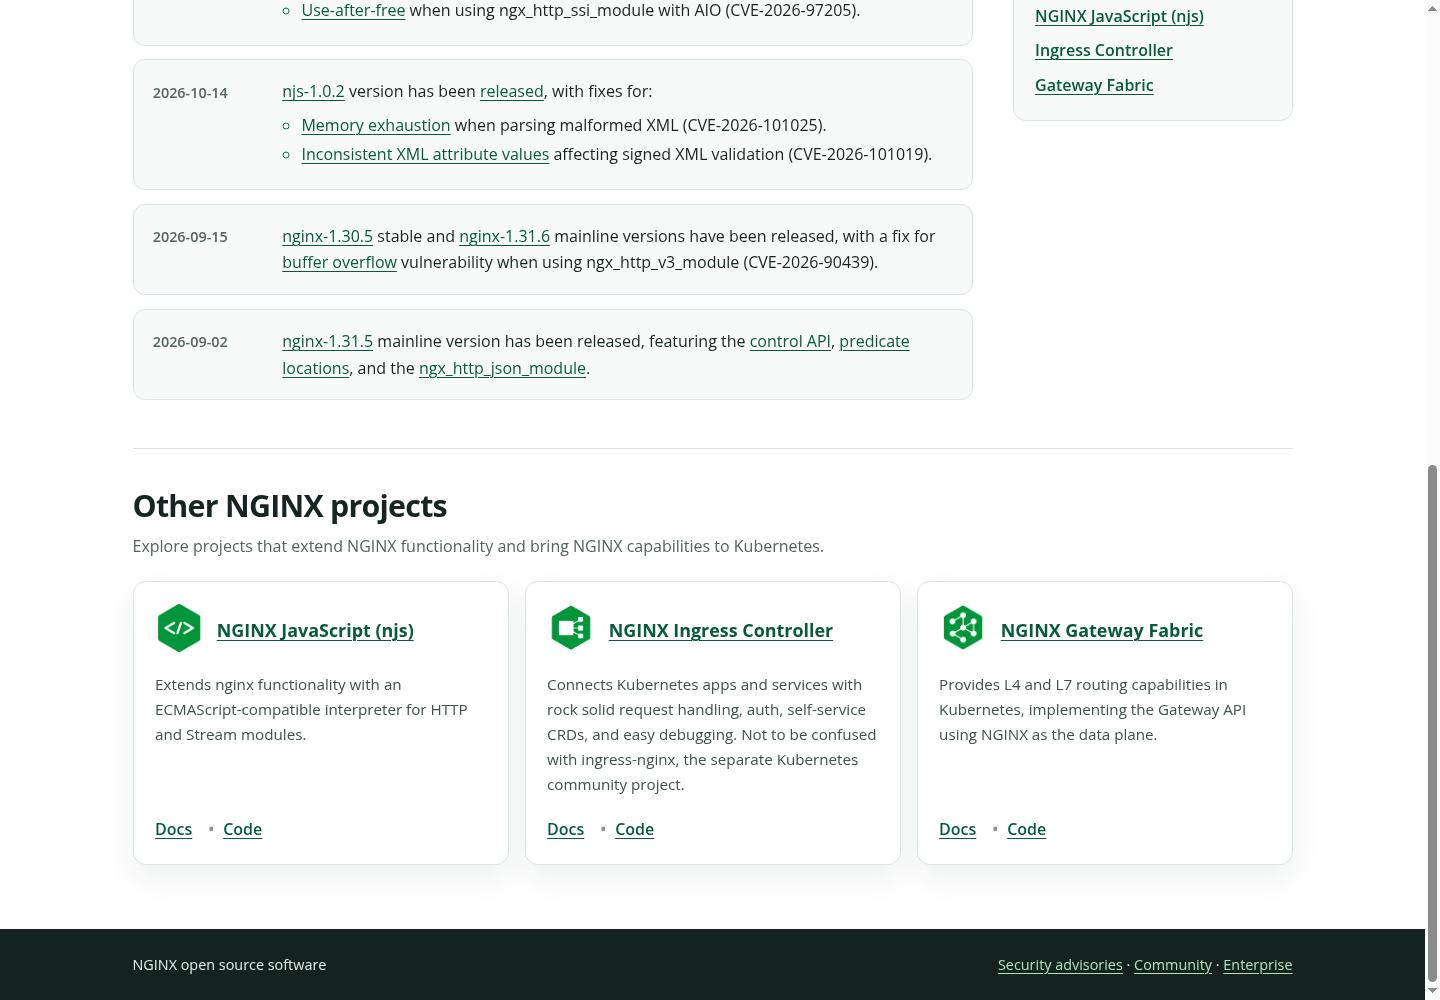 Use-after-free when using ngx_http_ssi_module with AIO (CVE-2026-97205).
NGINX JavaScript (njs)
Ingress Controller
Gateway Fabric
2026-10-14
njs-1.0.2 version has been released, with fixes for:
Memory exhaustion when parsing malformed XML (CVE-2026-101025).
Inconsistent XML attribute values affecting signed XML validation (CVE-2026-101019).
2026-09-15
nginx-1.30.5 stable and nginx-1.31.6 mainline versions have been released, with a fix for
buffer overflow vulnerability when using ngx_http_v3_module (CVE-2026-90439).
2026-09-02
nginx-1.31.5 mainline version has been released, featuring the control API, predicate
locations, and the ngx_http_json_module.
Other NGINX projects
Explore projects that extend NGINX functionality and bring NGINX capabilities to Kubernetes.
NGINX JavaScript (njs)
Extends nginx functionality with an
ECMAScript-compatible interpreter for HTTP
and Stream modules.
Docs • Code
NGINX Ingress Controller
Connects Kubernetes apps and services with
rock solid request handling, auth, self-service
CRDs, and easy debugging. Not to be confused
with ingress-nginx, the separate Kubernetes
community project.
Docs • Code
NGINX Gateway Fabric
Provides L4 and L7 routing capabilities in
Kubernetes, implementing the Gateway API
using NGINX as the data plane.
Docs • Code
NGINX open source software
Security advisories · Community · Enterprise